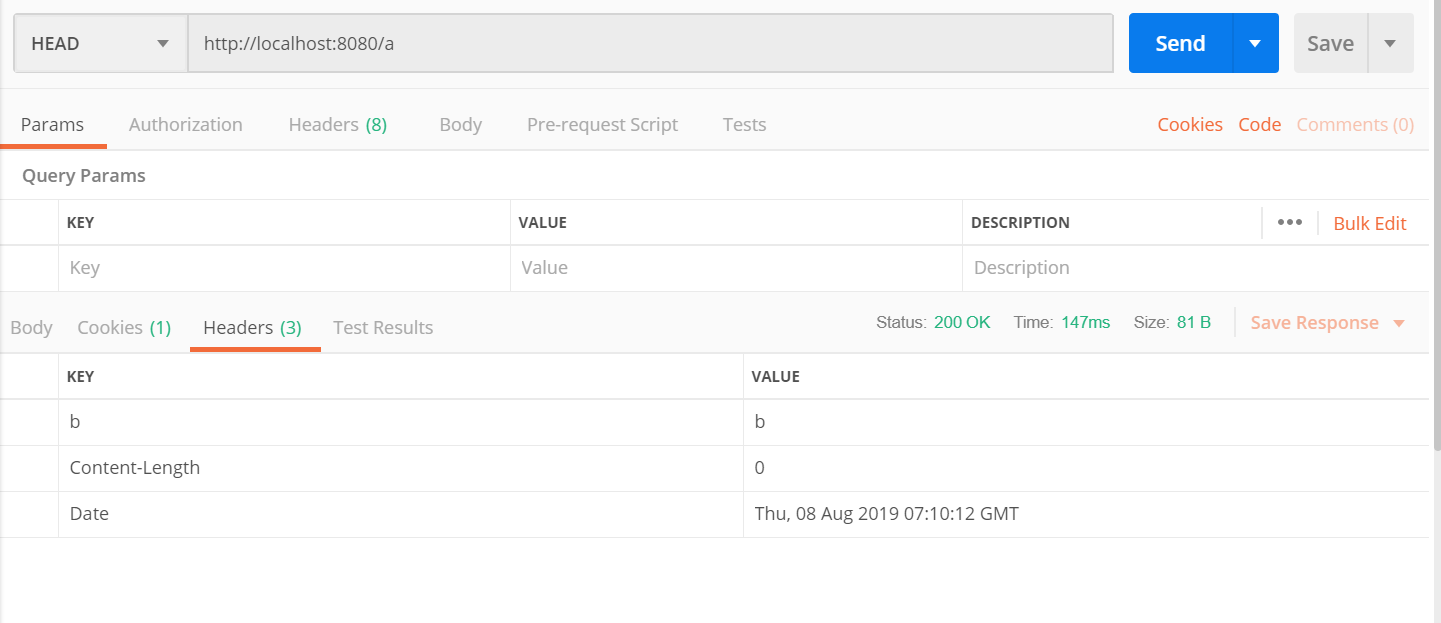 HEAD http://localhost:8080/a Send Save
Params Authorization Headers (8) Body Pre-request Script Tests Cookies Code Comments (0)
Query Params
KEY VALUE DESCRIPTION ••• Bulk Edit
Key Value Description
Body Cookies (1) Headers (3) Test Results Status: 200 OK Time: 147ms Size: 81 B Save Response
KEY VALUE
b b
Content-Length 0
Date Thu, 08 Aug 2019 07:10:12 GMT